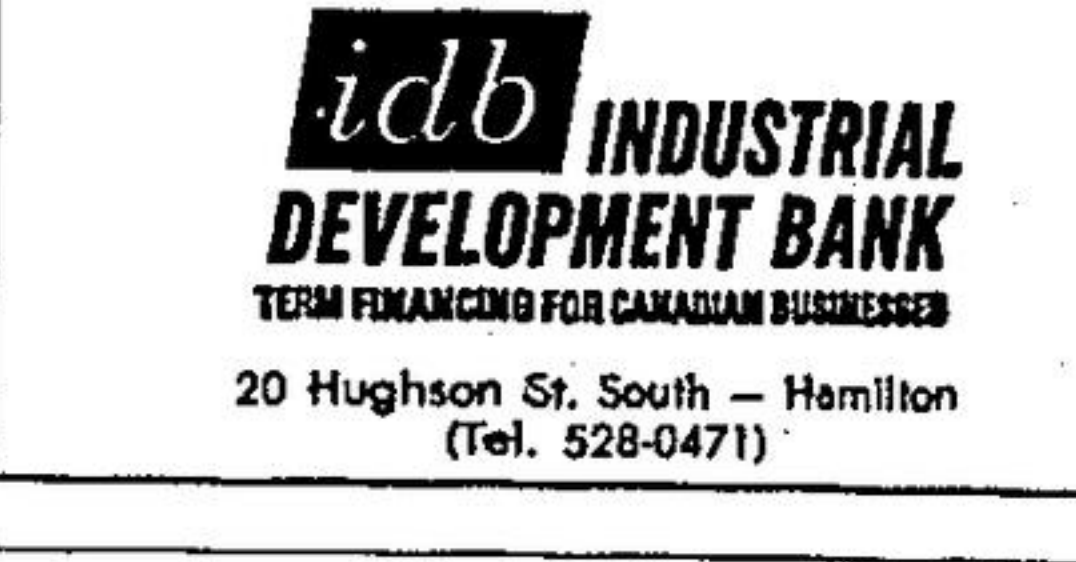 idb INDUSTRIAL
DEVELOPMENT BANK
TERM FINANCING FOR CANADIAN BUSINESSES
20 Hughson St. South — Hamilton
(Tel. 528-0471)